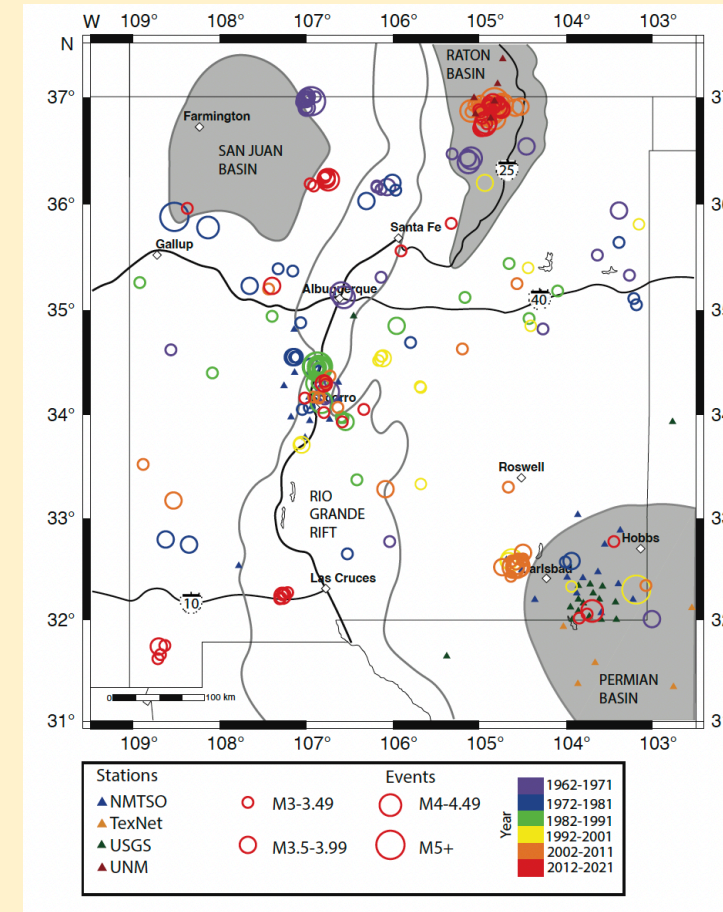 W 109° 108° 107° 106° 105° 104° 103°
N
RATON
BASIN
37°
Farmington
SAN JUAN
BASIN
25
36°
Santa Fe
Gallup
Albuquerque
40
35°
34°
Roswell
33°
RIO
GRANDE
RIFT
Hobbs
arlsbad
Las Cruces
10
32°
PERMIAN
BASIN
0 100 km
31°
109° 108° 107° 106° 105° 104° 103°
Stations
Events
NMTSO
TexNet
USGS
UNM
M3-3.49
M4-4.49
M3.5-3.99
M5+
Year
1962-1971
1972-1981
1982-1991
1992-2001
2002-2011
2012-2021